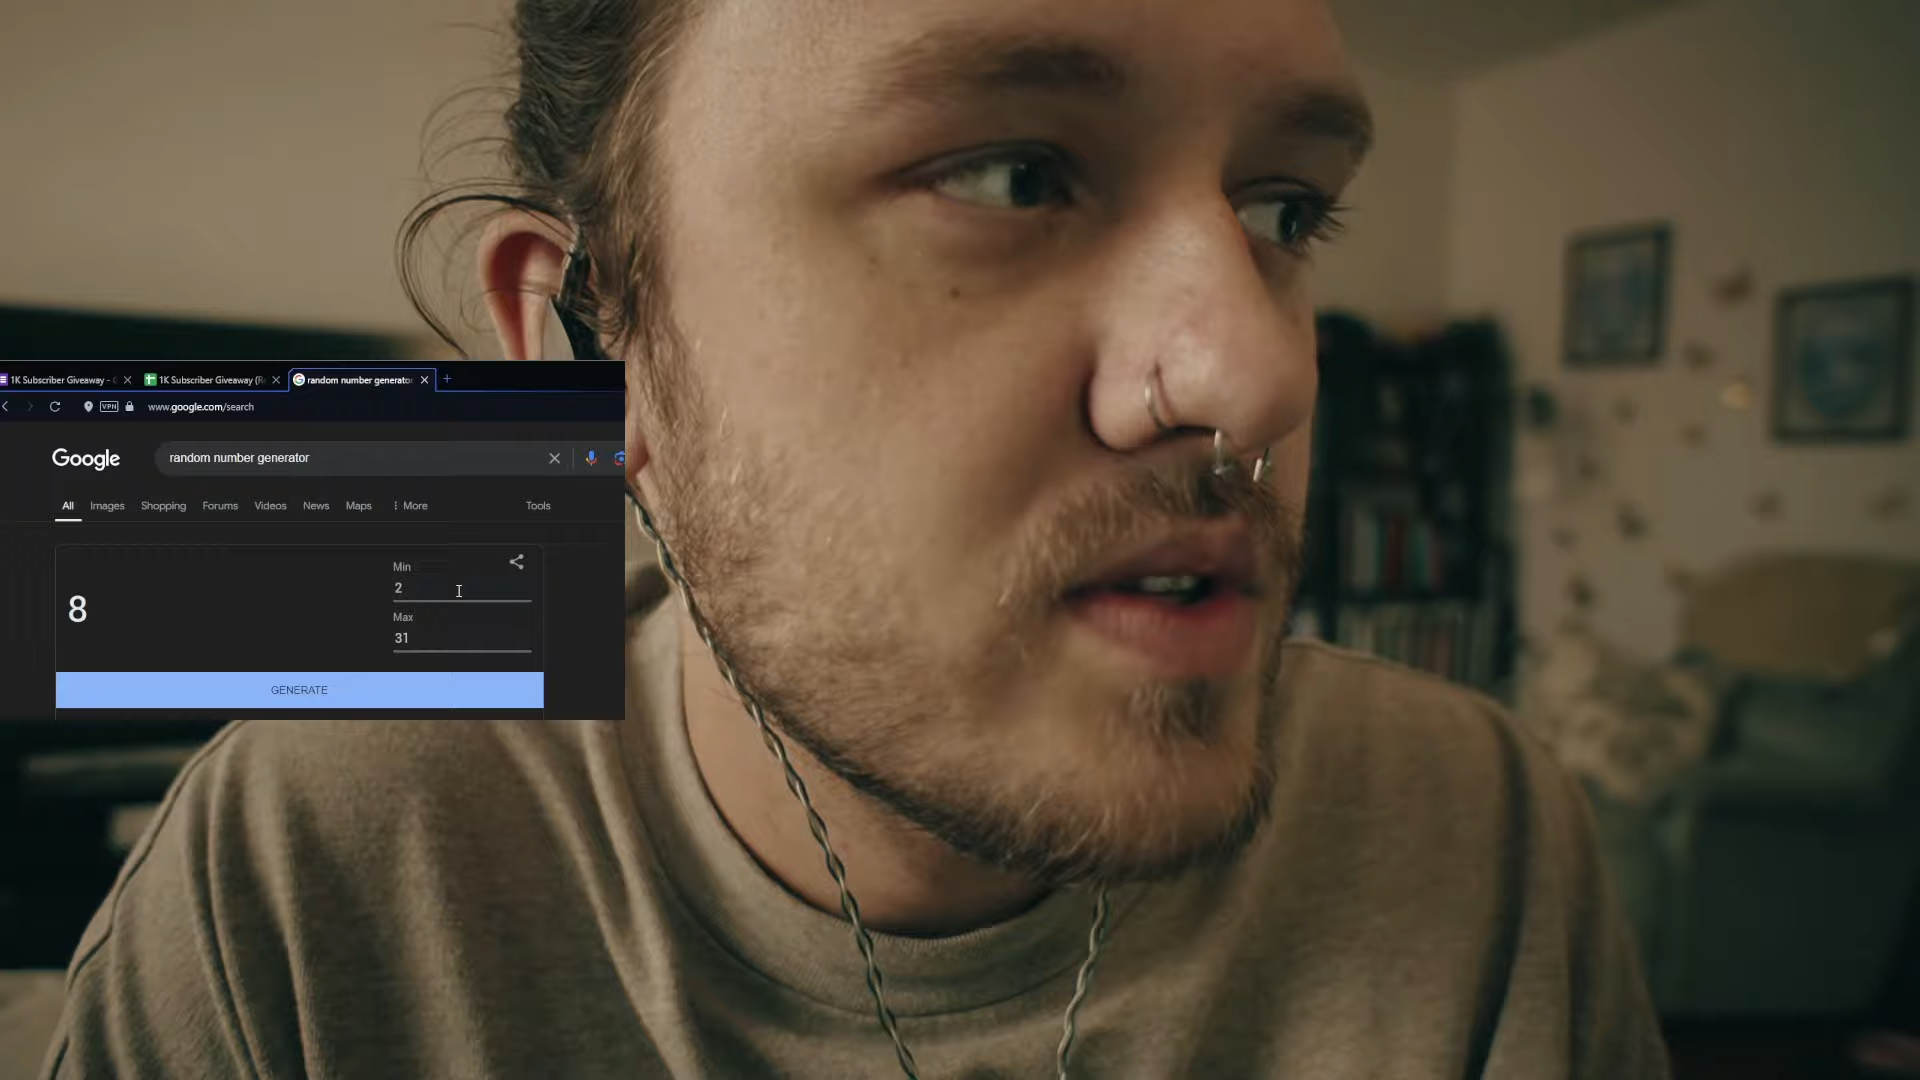 1K Subscriber Giveaway -
1K Subscriber Giveaway (R
random number generator
VPN
www.google.com/search
Google
random number generator
All Images Shopping Forums Videos News Maps More Tools
Min
2
8
Max
31
GENERATE